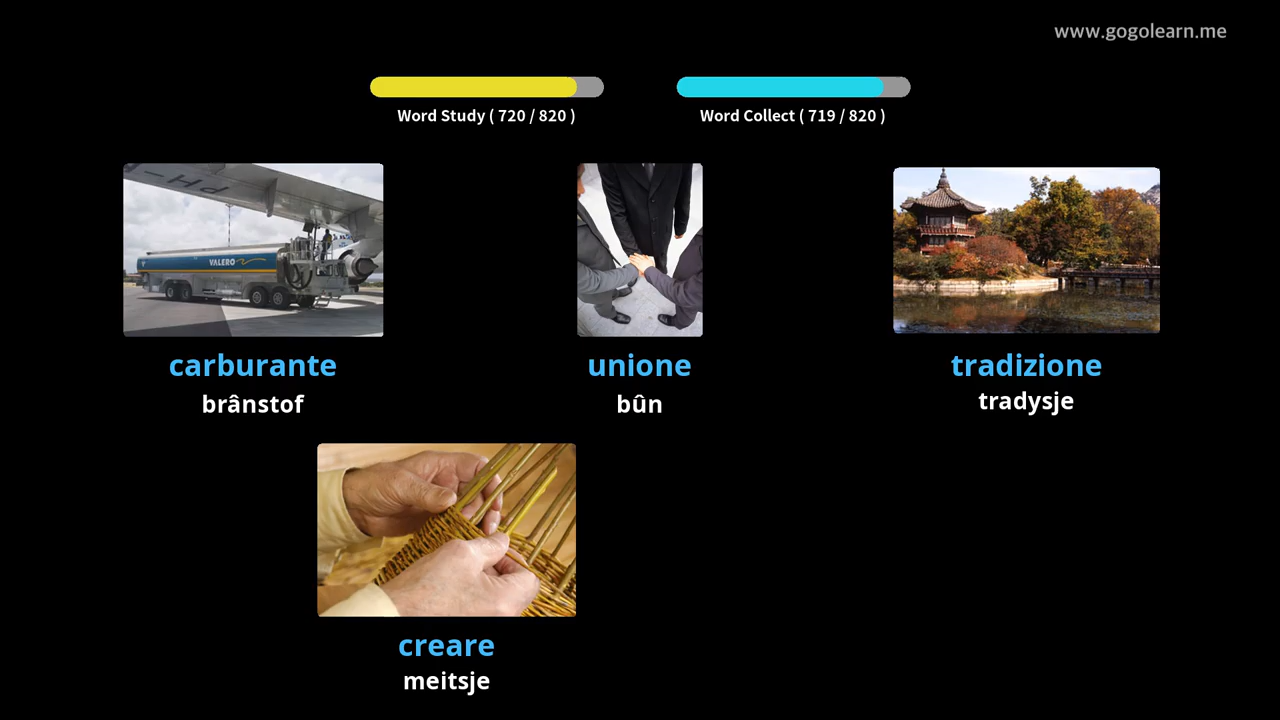 www.gogolearn.me
Word Study ( 720 / 820 )
Word Collect ( 719 / 820 )
PH-
VALERO
carburante
brânstof
unione
bûn
tradizione
tradysje
creare
meitsje